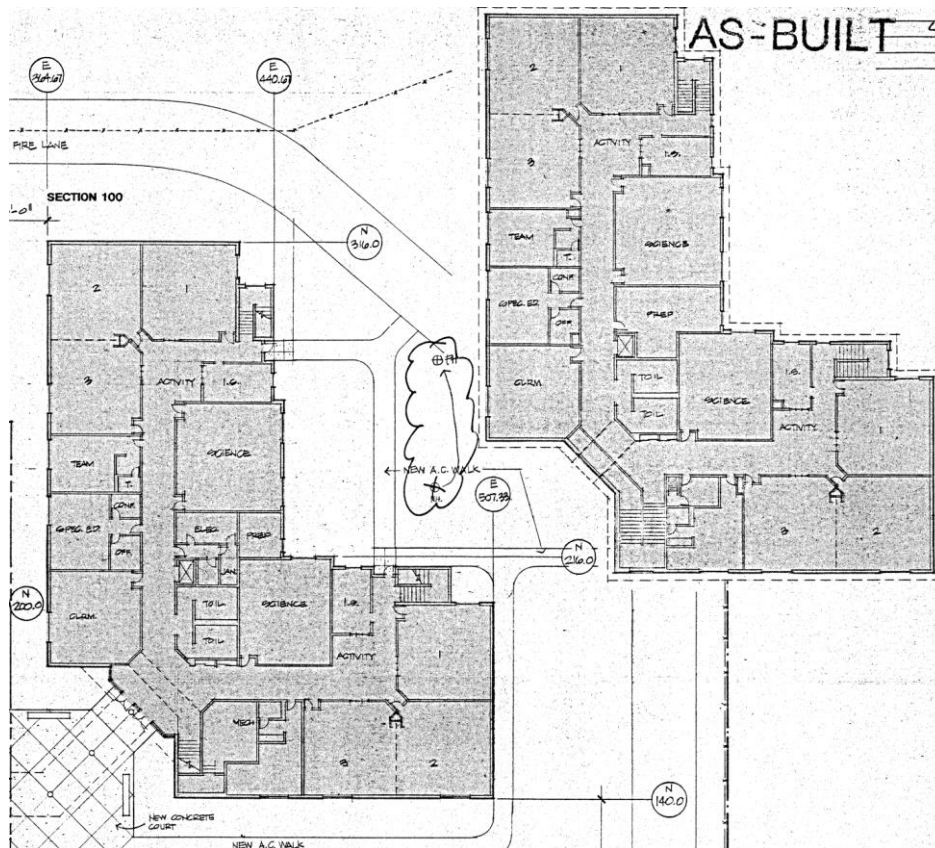 AS-BUILT
E
364.67
E
440.67
FIRE LANE
SECTION 100
N
316.0
2
1
3
ACTIVITY
I.S.
TEAM
T.
SCIENCE
CONF.
SPEC. ED.
OFF.
PREP
CLRM.
TOIL
TOIL
SCIENCE
I.S.
ACTIVITY
1
3
2
2
1
3
ACTIVITY
I.S.
SCIENCE
TEAM
T.
CONF.
SPEC. ED.
OFF.
ELEC.
PREP
JAN.
CLRM.
TOIL
TOIL
SCIENCE
I.S.
ACTIVITY
1
MECH
3
2
NEW A.C. WALK
E
507.33
N
216.0
N
200.0
N
140.0
NEW CONCRETE
COURT
NEW A.C. WALK